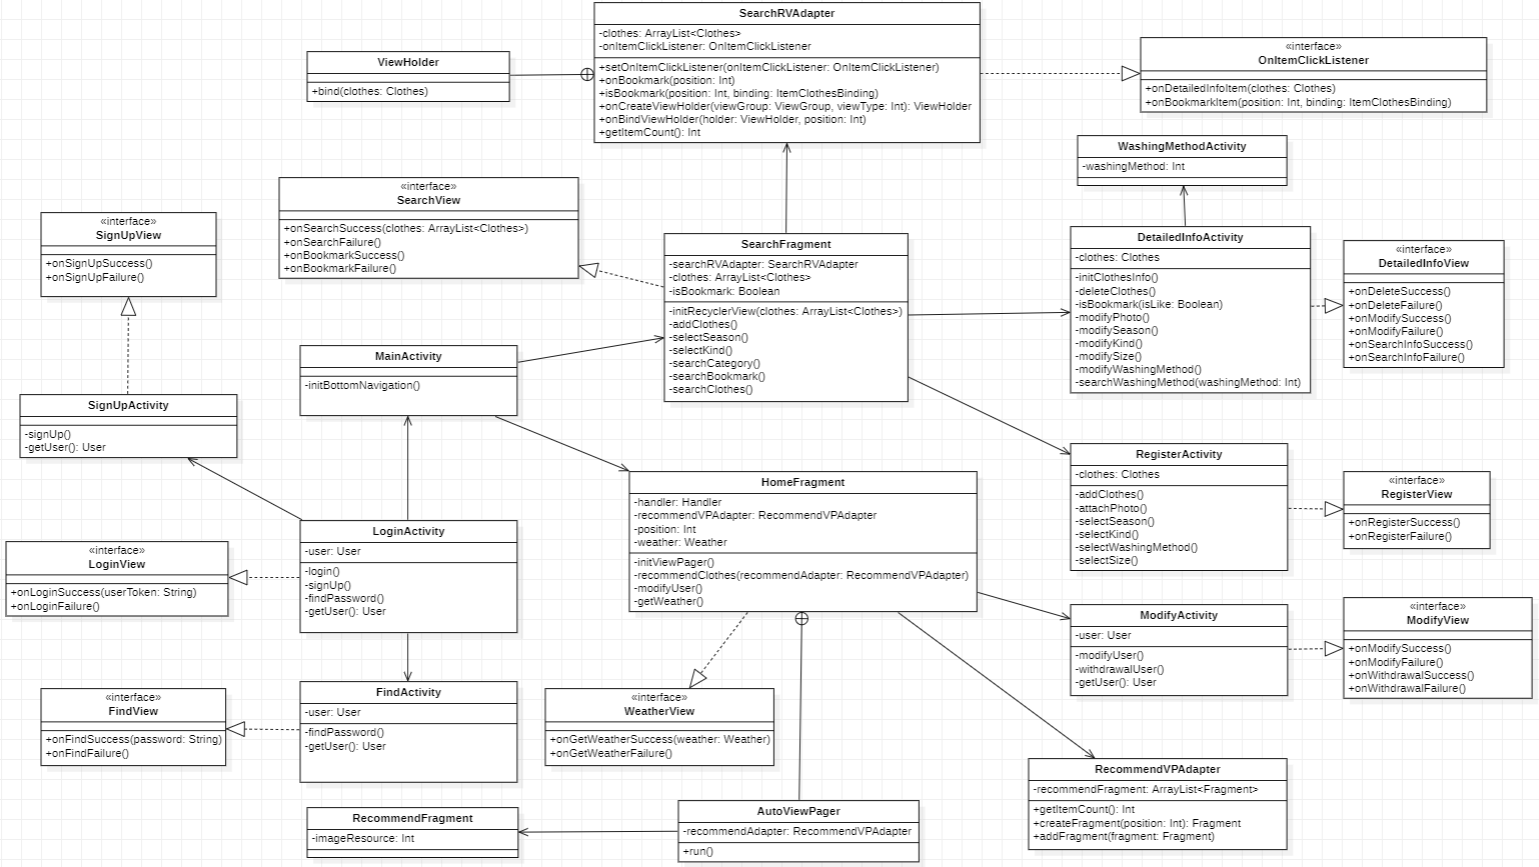 SearchRVAdapter
-clothes: ArrayList<Clothes>
-onItemClickListener: OnItemClickListener
+setOnItemClickListener(onItemClickListener: OnItemClickListener)
+onBookmark(position: Int)
+isBookmark(position: Int, binding: ItemClothesBinding)
+onCreateViewHolder(viewGroup: ViewGroup, viewType: Int): ViewHolder
+onBindViewHolder(holder: ViewHolder, position: Int)
+getItemCount(): Int
ViewHolder
+bind(clothes: Clothes)
«interface»
OnItemClickListener
+onDetailedInfoItem(clothes: Clothes)
+onBookmarkItem(position: Int, binding: ItemClothesBinding)
WashingMethodActivity
-washingMethod: Int
«interface»
SearchView
+onSearchSuccess(clothes: ArrayList<Clothes>)
+onSearchFailure()
+onBookmarkSuccess()
+onBookmarkFailure()
«interface»
SignUpView
+onSignUpSuccess()
+onSignUpFailure()
SearchFragment
-searchRVAdapter: SearchRVAdapter
-clothes: ArrayList<Clothes>
-isBookmark: Boolean
-initRecyclerView(clothes: ArrayList<Clothes>)
-addClothes()
-selectSeason()
-selectKind()
-searchCategory()
-searchBookmark()
-searchClothes()
DetailedInfoActivity
-clothes: Clothes
-initClothesInfo()
-deleteClothes()
-isBookmark(isLike: Boolean)
-modifyPhoto()
-modifySeason()
-modifyKind()
-modifySize()
-modifyWashingMethod()
-searchWashingMethod(washingMethod: Int)
«interface»
DetailedInfoView
+onDeleteSuccess()
+onDeleteFailure()
+onModifySuccess()
+onModifyFailure()
+onSearchInfoSuccess()
+onSearchInfoFailure()
MainActivity
-initBottomNavigation()
SignUpActivity
-signUp()
-getUser(): User
RegisterActivity
-clothes: Clothes
-addClothes()
-attachPhoto()
-selectSeason()
-selectKind()
-selectWashingMethod()
-selectSize()
«interface»
RegisterView
+onRegisterSuccess()
+onRegisterFailure()
HomeFragment
-handler: Handler
-recommendVPAdapter: RecommendVPAdapter
-position: Int
-weather: Weather
-initViewPager()
-recommendClothes(recommendAdapter: RecommendVPAdapter)
-modifyUser()
-getWeather()
LoginActivity
-user: User
-login()
-signUp()
-findPassword()
-getUser(): User
«interface»
LoginView
+onLoginSuccess(userToken: String)
+onLoginFailure()
ModifyActivity
-user: User
-modifyUser()
-withdrawalUser()
-getUser(): User
«interface»
ModifyView
+onModifySuccess()
+onModifyFailure()
+onWithdrawalSuccess()
+onWithdrawalFailure()
FindActivity
-user: User
-findPassword()
-getUser(): User
«interface»
FindView
+onFindSuccess(password: String)
+onFindFailure()
«interface»
WeatherView
+onGetWeatherSuccess(weather: Weather)
+onGetWeatherFailure()
RecommendVPAdapter
-recommendFragment: ArrayList<Fragment>
+getItemCount(): Int
+createFragment(position: Int): Fragment
+addFragment(fragment: Fragment)
AutoViewPager
-recommendAdapter: RecommendVPAdapter
+run()
RecommendFragment
-imageResource: Int